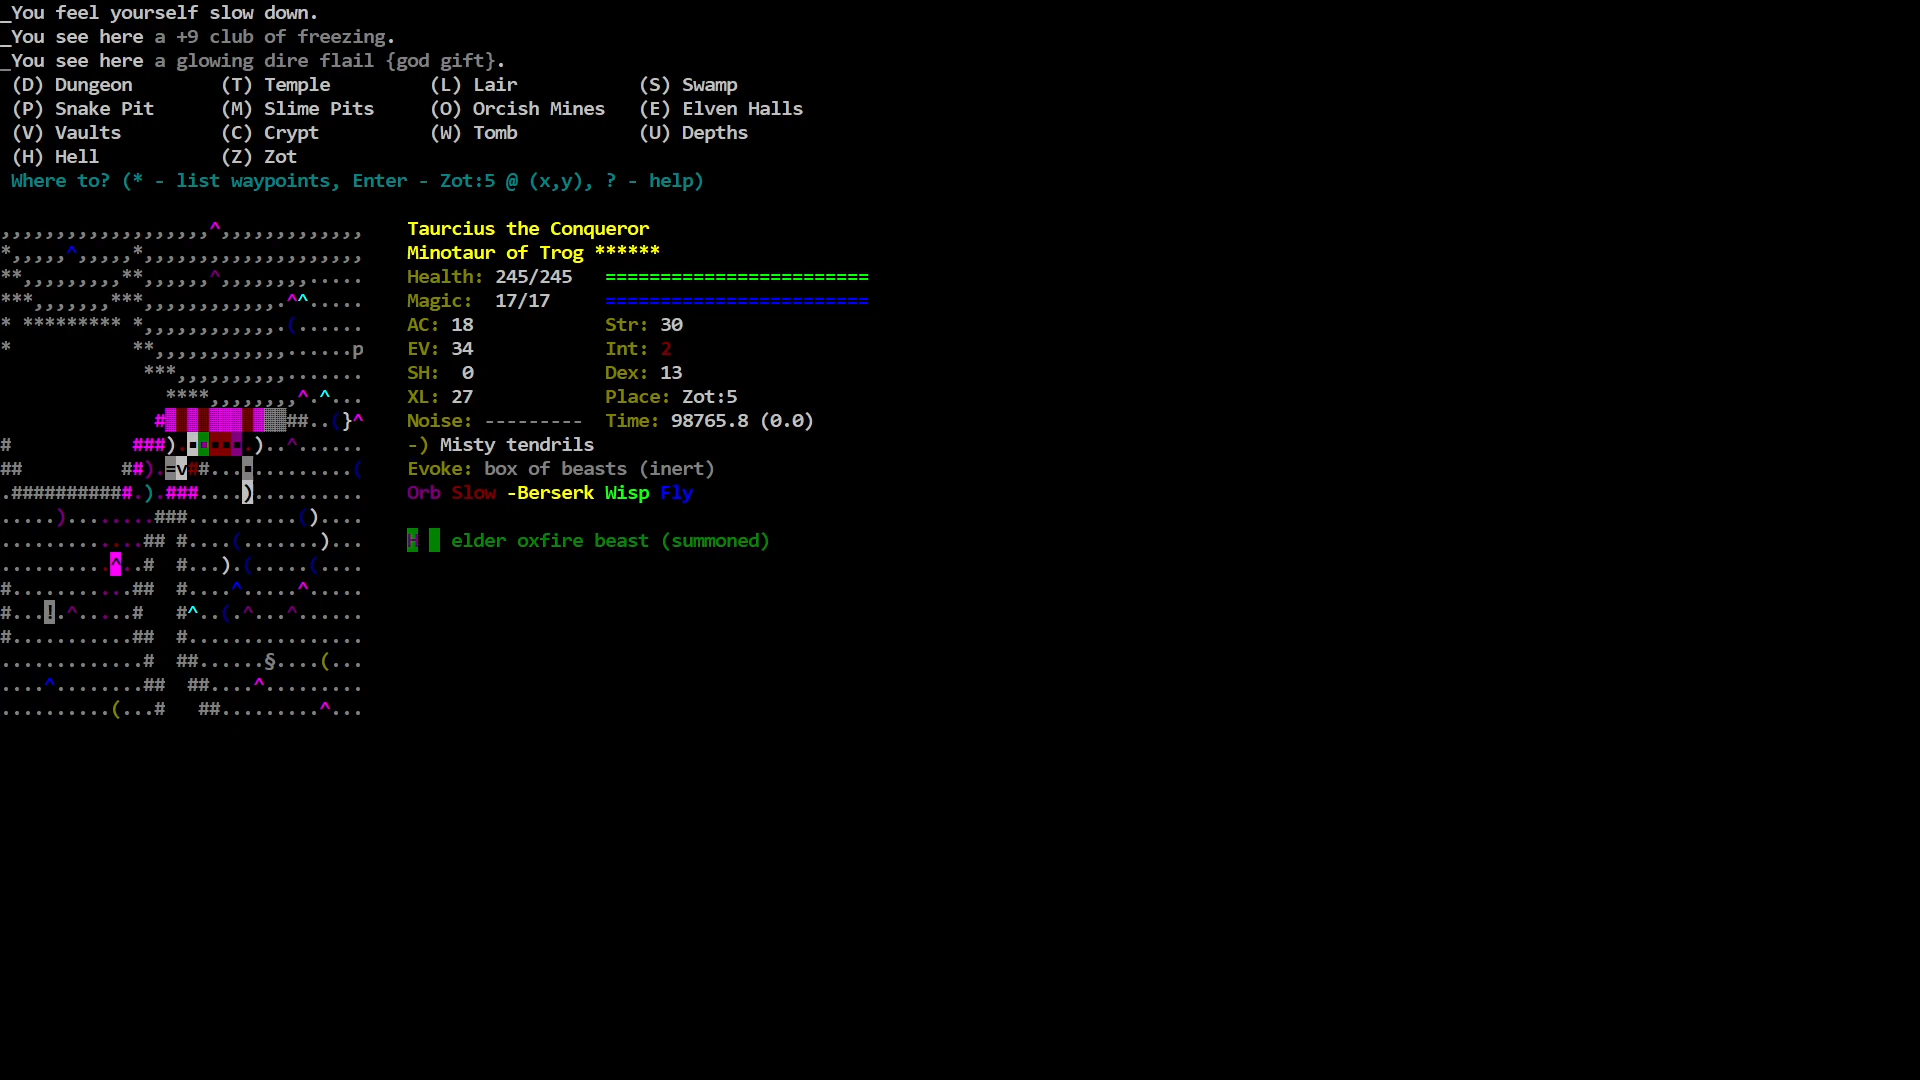 _You feel yourself slow down.
_You see here a +9 club of freezing.
_You see here a glowing dire flail {god gift}.
(D) Dungeon (T) Temple (L) Lair (S) Swamp
(P) Snake Pit (M) Slime Pits (O) Orcish Mines (E) Elven Halls
(V) Vaults (C) Crypt (W) Tomb (U) Depths
(H) Hell (Z) Zot
Where to? (* - list waypoints, Enter - Zot:5 @ (x,y), ? - help)
Taurcius the Conqueror
Minotaur of Trog ******
Health: 245/245 ========================
Magic: 17/17 ========================
AC: 18 Str: 30
EV: 34 Int: 2
SH: 0 Dex: 13
XL: 27 Place: Zot:5
Noise: --------- Time: 98765.8 (0.0)
-) Misty tendrils
Evoke: box of beasts (inert)
Orb Slow -Berserk Wisp Fly
H elder oxfire beast (summoned)